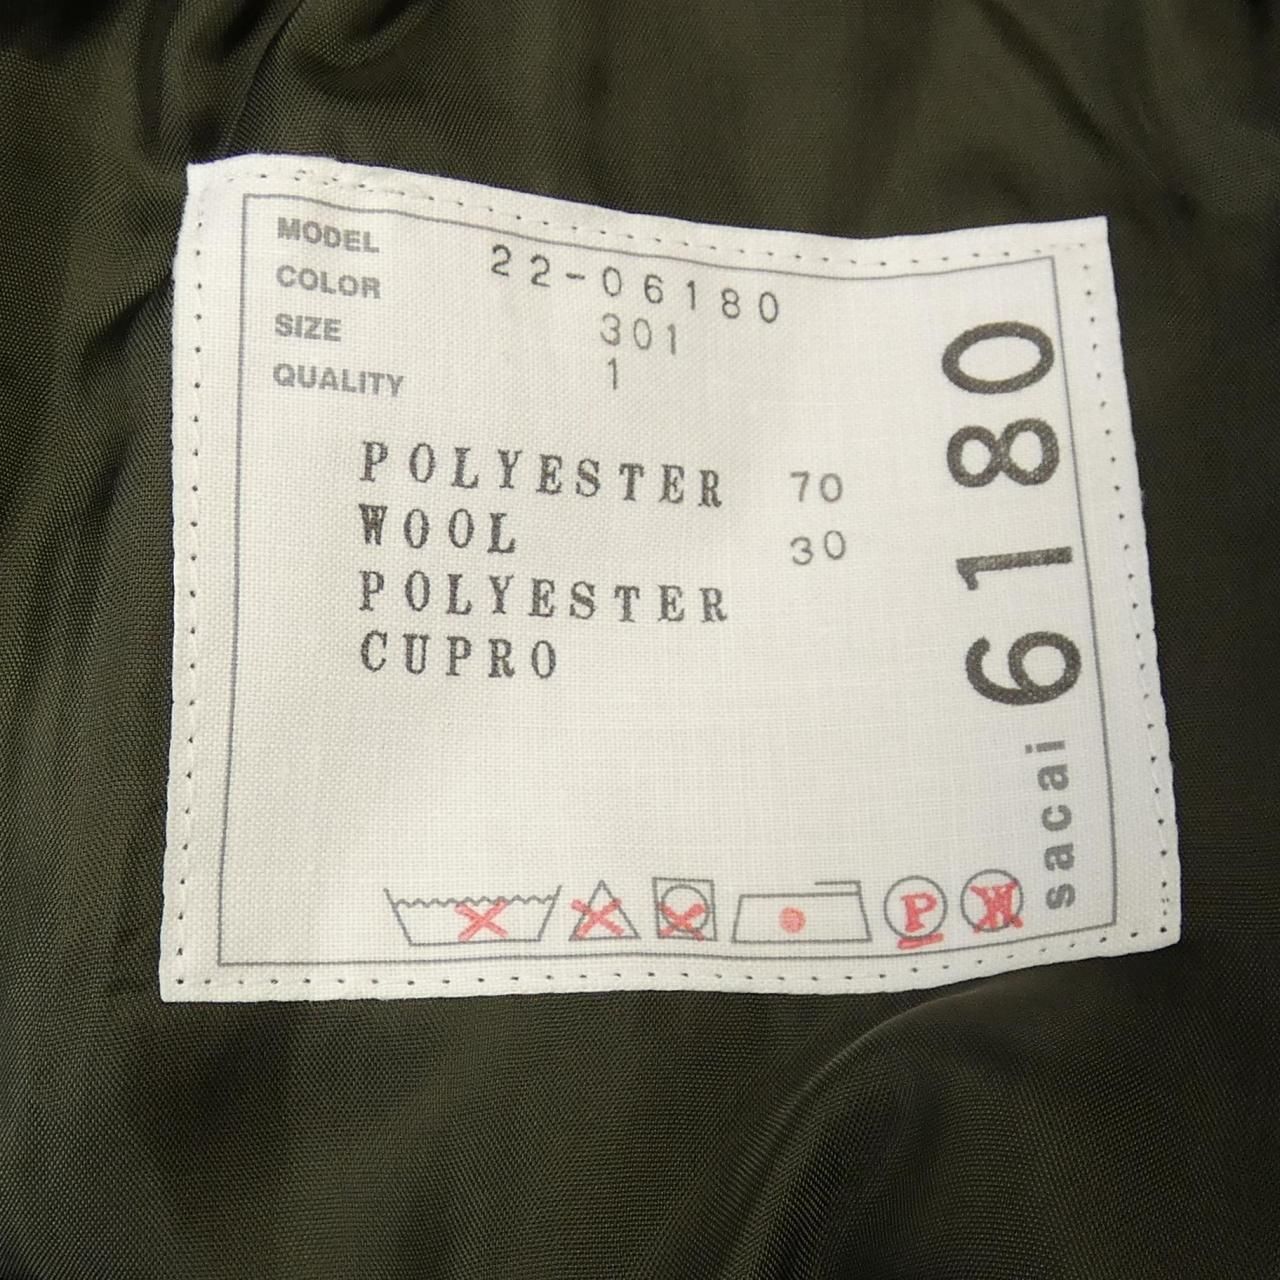 MODEL 22-06180
COLOR 301
SIZE 1
QUALITY
POLYESTER 70
WOOL 30
POLYESTER
CUPRO
sacai 6180
P W